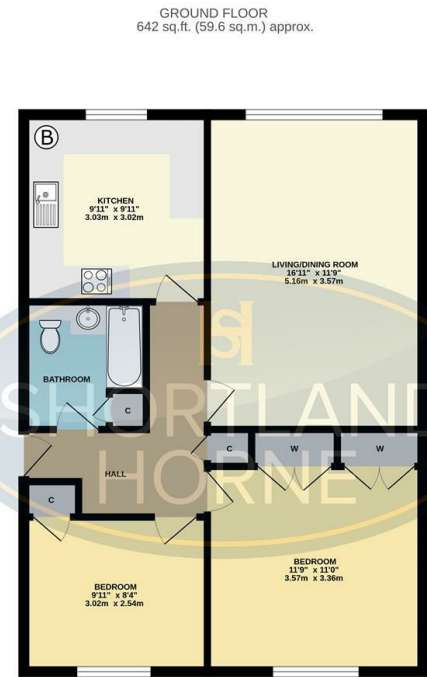 GROUND FLOOR
642 sq.ft. (59.6 sq.m.) approx.
B
KITCHEN
9'11" x 9'11"
3.03m x 3.02m
LIVING/DINING ROOM
16'11" x 11'9"
5.16m x 3.57m
SH
BATHROOM
C
SHORTLAND
HORNE
HALL
C
W
W
C
BEDROOM
9'11" x 8'4"
3.02m x 2.54m
BEDROOM
11'9" x 11'0"
3.57m x 3.36m